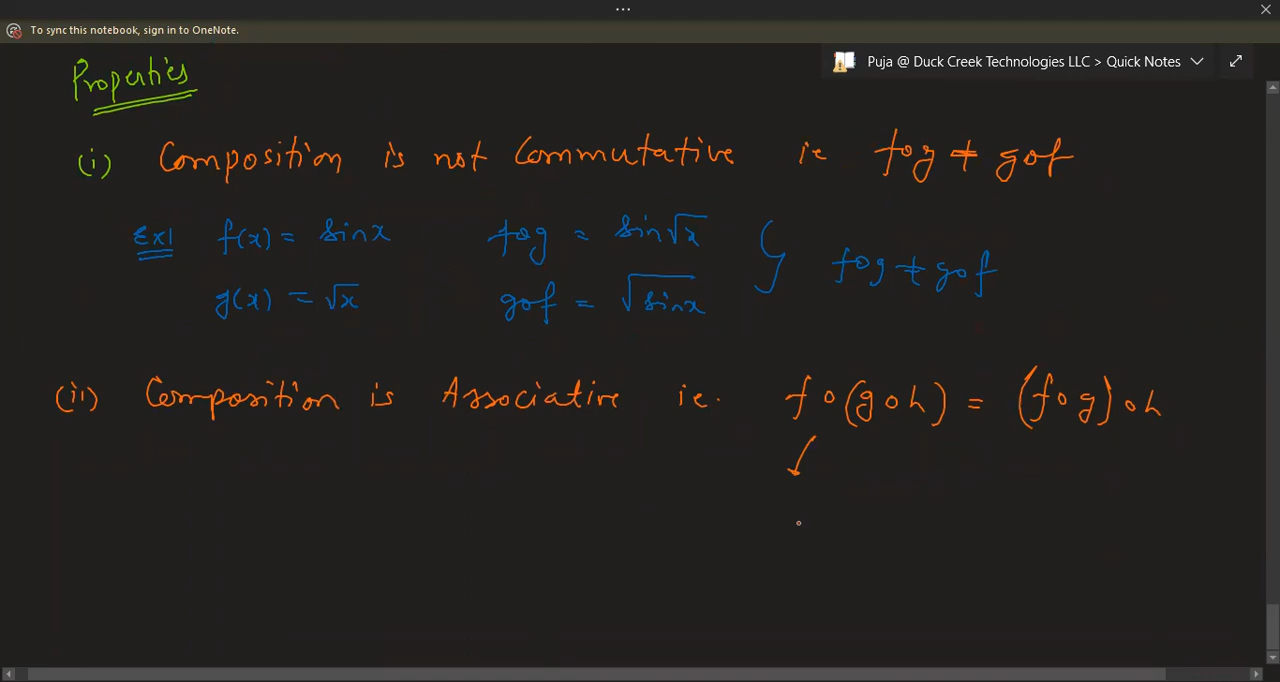 ...
To sync this notebook, sign in to OneNote.
Puja @ Duck Creek Technologies LLC > Quick Notes
Properties
(i) Composition is not Commutative ie fog ≠ gof
Ex1 f(x) = sinx fog = sin√x } fog ≠ gof
g(x) = √x gof = √sinx
(ii) Composition is Associative ie. fo(goh) = (fog)oh